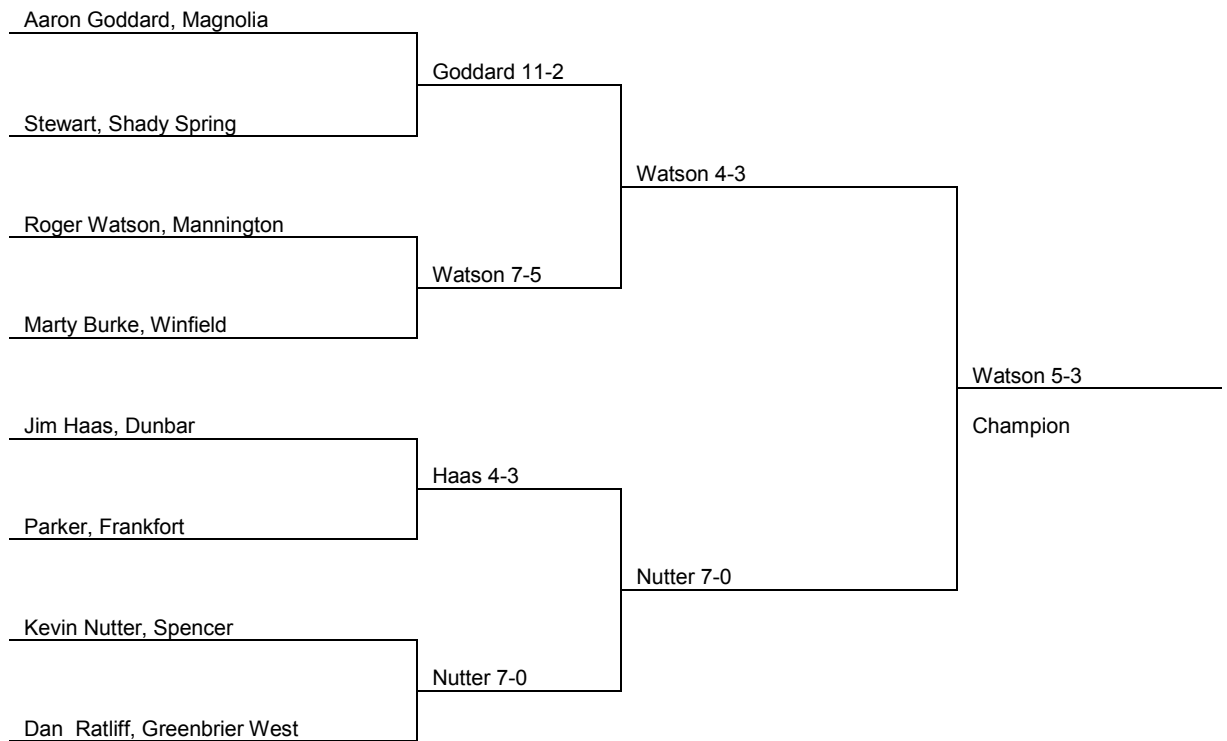 Aaron Goddard, Magnolia
Goddard 11-2
Stewart, Shady Spring
Watson 4-3
Roger Watson, Mannington
Watson 7-5
Marty Burke, Winfield
Watson 5-3
Jim Haas, Dunbar
Champion
Haas 4-3
Parker, Frankfort
Nutter 7-0
Kevin Nutter, Spencer
Nutter 7-0
Dan  Ratliff, Greenbrier West